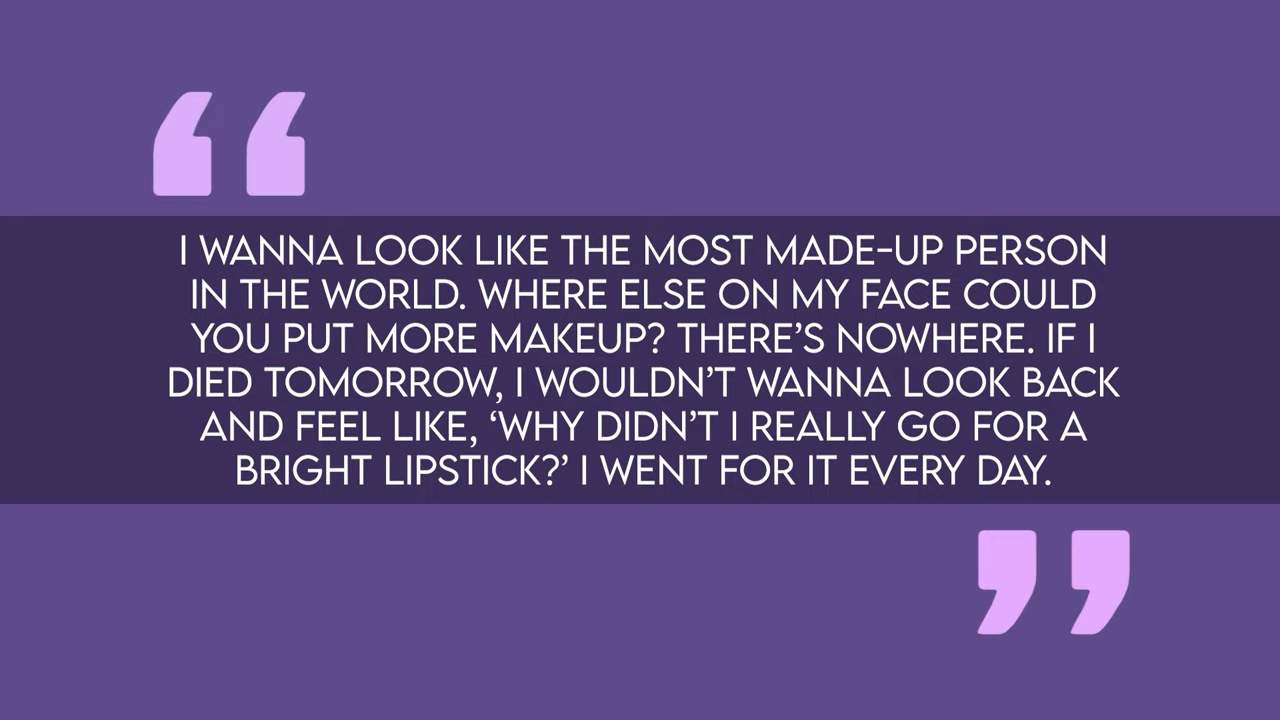 “
I WANNA LOOK LIKE THE MOST MADE-UP PERSON
IN THE WORLD. WHERE ELSE ON MY FACE COULD
YOU PUT MORE MAKEUP? THERE’S NOWHERE. IF I
DIED TOMORROW, I WOULDN’T WANNA LOOK BACK
AND FEEL LIKE, ‘WHY DIDN’T I REALLY GO FOR A
BRIGHT LIPSTICK?’ I WENT FOR IT EVERY DAY.
”